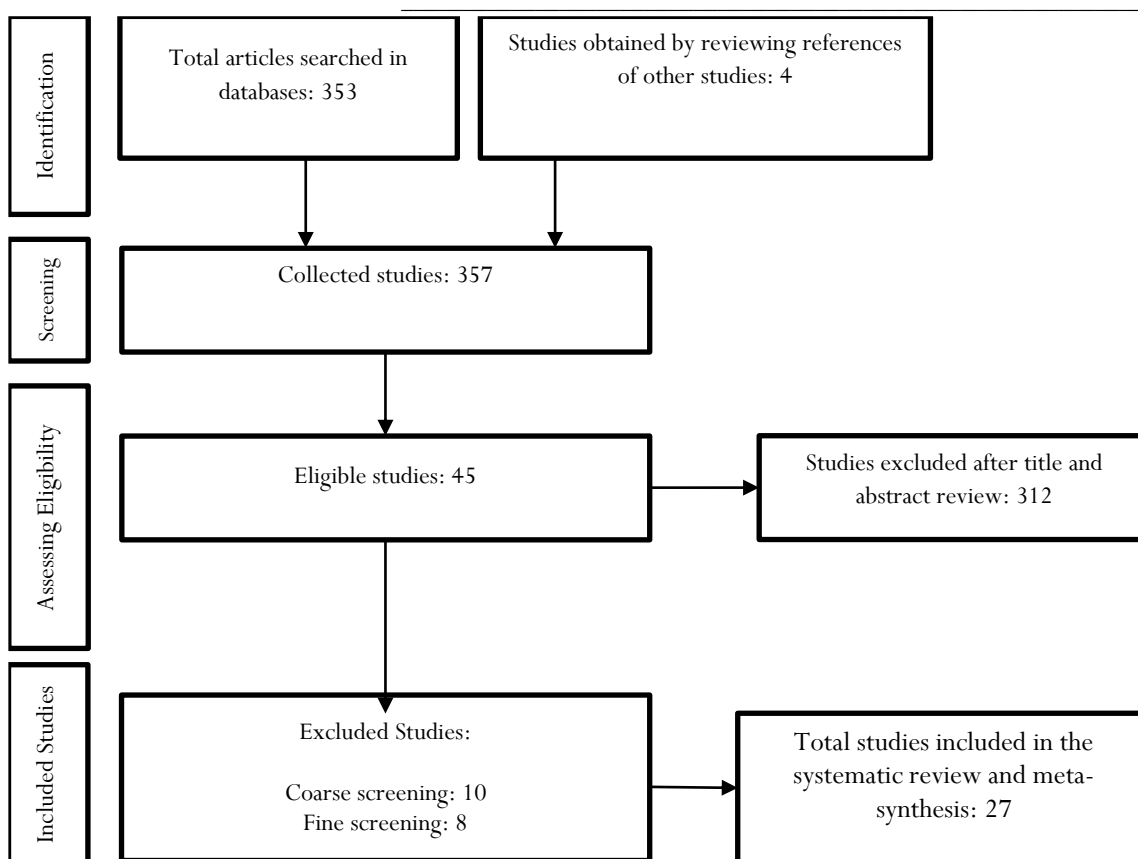 Identification
Total articles searched in
databases: 353
Studies obtained by reviewing references
of other studies: 4
Screening
Collected studies: 357
Assessing Eligibility
Eligible studies: 45
Studies excluded after title and
abstract review: 312
Included Studies
Excluded Studies:
Coarse screening: 10
Fine screening: 8
Total studies included in the
systematic review and meta-
synthesis: 27